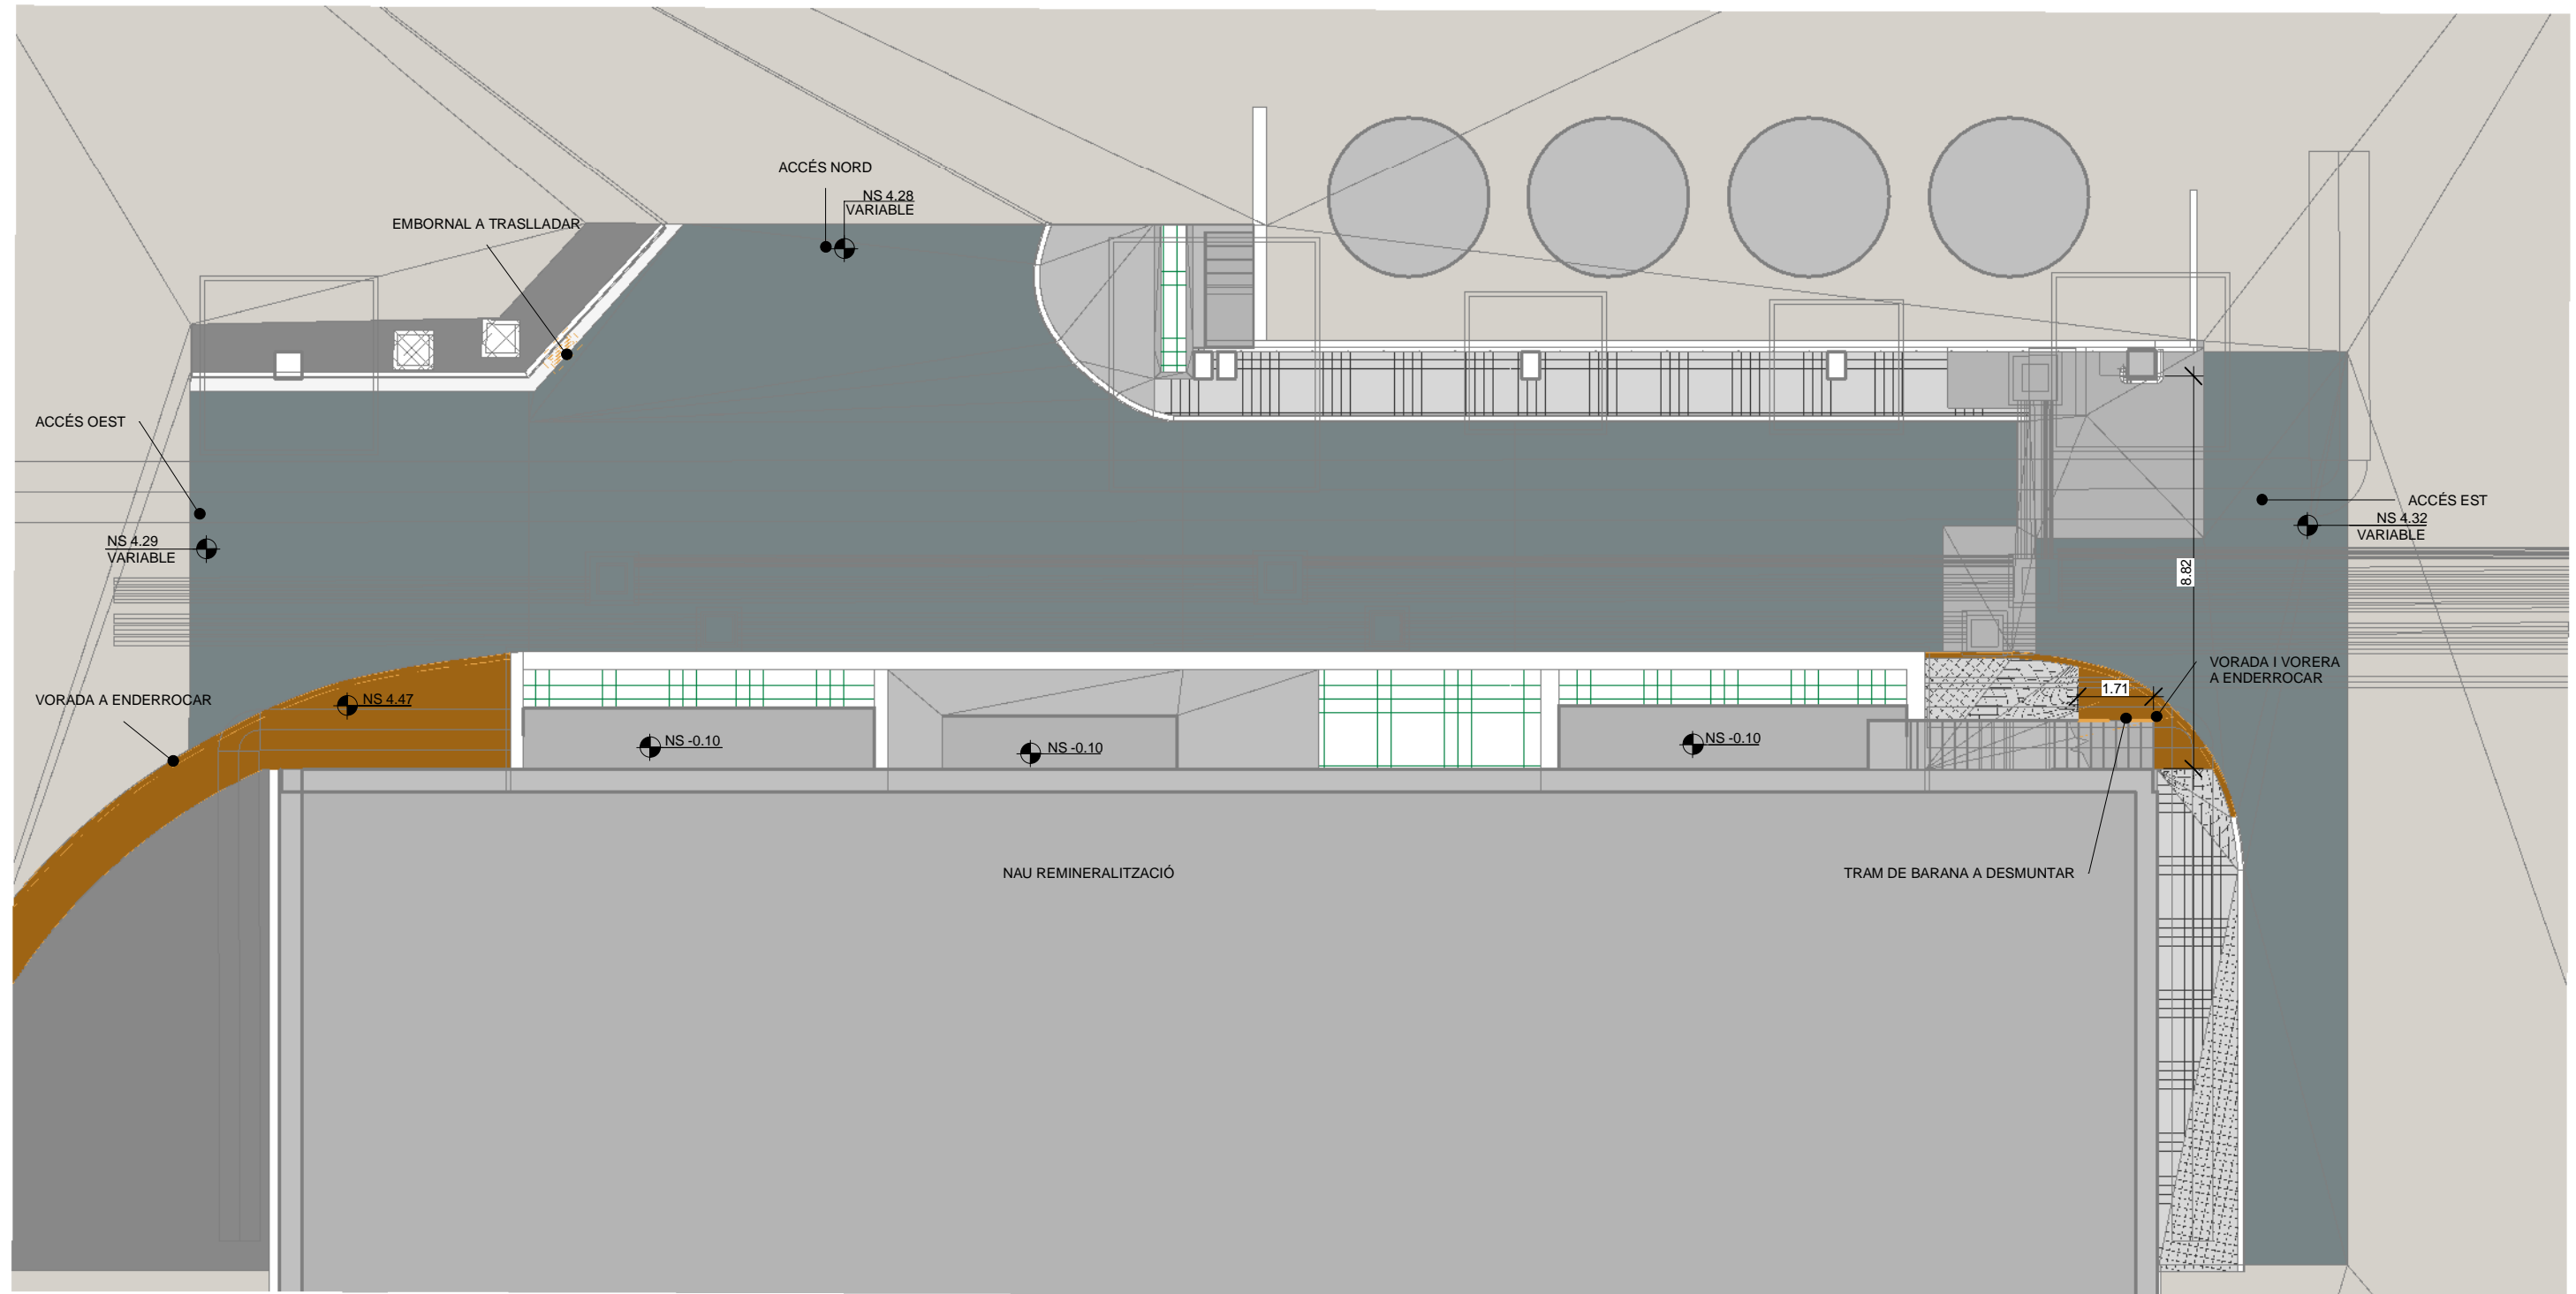 ACCÉS NORD
NS 4.28
VARIABLE
EMBORNAL A TRASLLADAR
ACCÉS OEST
NS 4.29
VARIABLE
ACCÉS EST
NS 4.32
VARIABLE
8.82
VORADA I VORERA
A ENDERROCAR
1.71
VORADA A ENDERROCAR
NS 4.47
NS -0.10
NS -0.10
NS -0.10
NAU REMINERALITZACIÓ
TRAM DE BARANA A DESMUNTAR